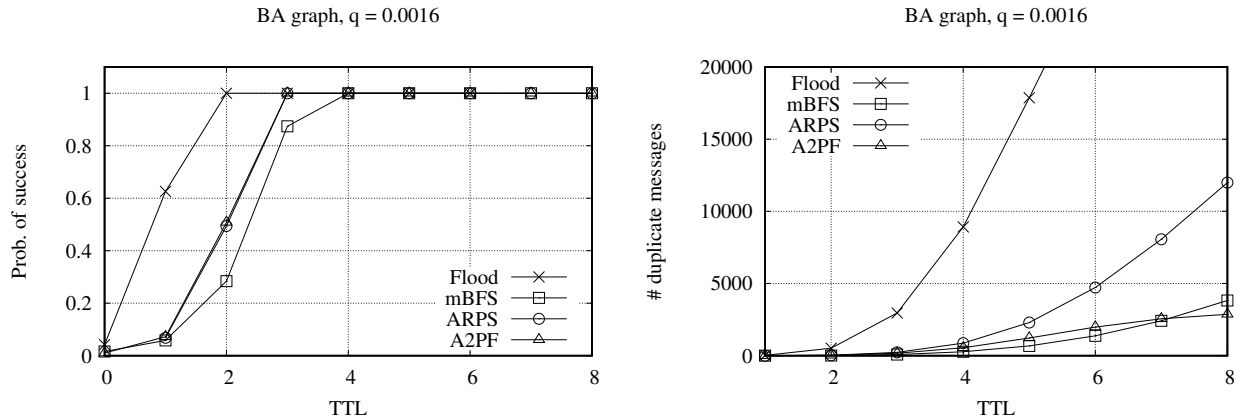 BA graph, q = 0.0016
Prob. of success
1
0.8
0.6
0.4
0.2
0
0 2 4 6 8
TTL
Flood
mBFS
ARPS
A2PF
BA graph, q = 0.0016
# duplicate messages
20000
15000
10000
5000
0
2 4 6 8
TTL
Flood
mBFS
ARPS
A2PF